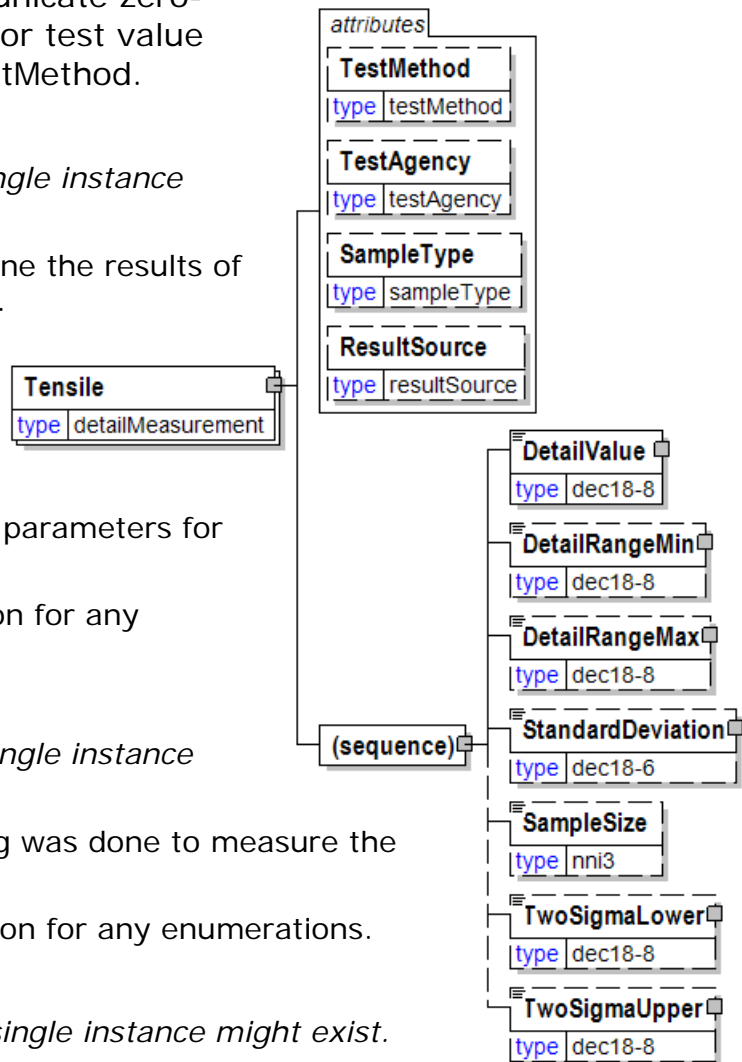 unicate zero-
or test value
tMethod.
ngle instance
ne the results of
.
parameters for
on for any
ngle instance
g was done to measure the
on for any enumerations.
single instance might exist.
Tensile
type detailMeasurement
attributes
TestMethod
type testMethod
TestAgency
type testAgency
SampleType
type sampleType
ResultSource
type resultSource
(sequence)
DetailValue
type dec18-8
DetailRangeMin
type dec18-8
DetailRangeMax
type dec18-8
StandardDeviation
type dec18-6
SampleSize
type nni3
TwoSigmaLower
type dec18-8
TwoSigmaUpper
type dec18-8